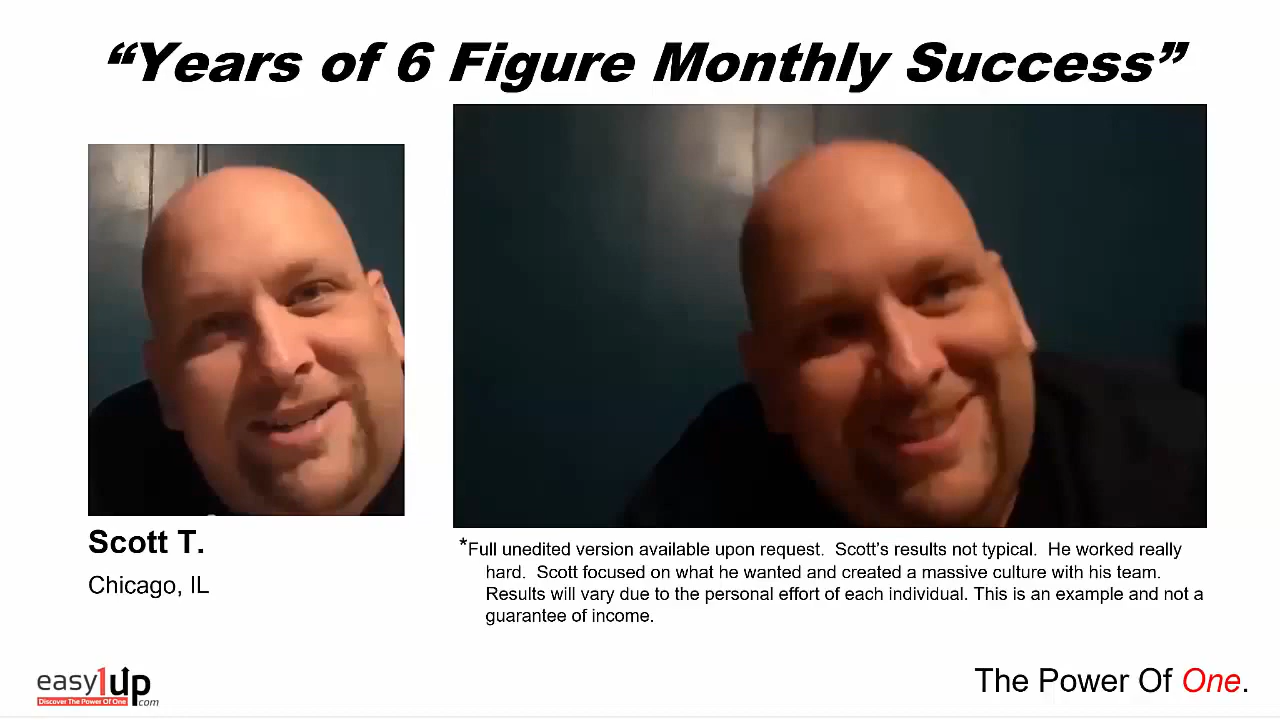 “Years of 6 Figure Monthly Success”
Scott T.
Chicago, IL
*Full unedited version available upon request. Scott’s results not typical. He worked really
hard. Scott focused on what he wanted and created a massive culture with his team.
Results will vary due to the personal effort of each individual. This is an example and not a
guarantee of income.
easy1up
Discover The Power Of One
.com
The Power Of One.